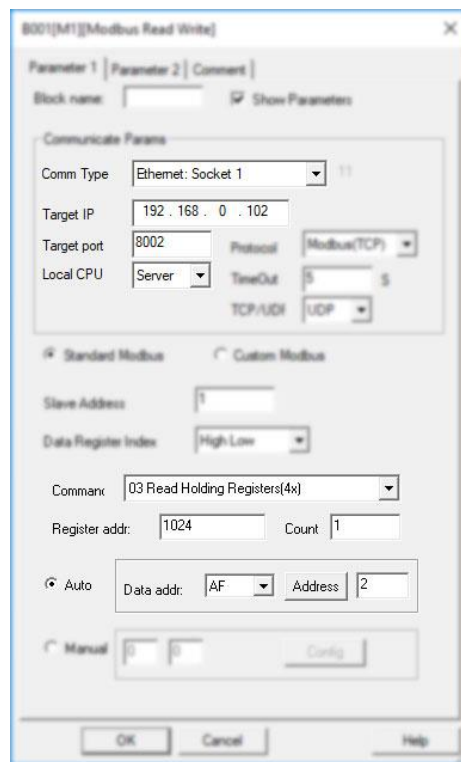 B001[M1][Modbus Read Write]
Parameter 1 Parameter 2 Comment
Block name: Show Parameters
Communicate Params
Comm Type Ethernet: Socket 1 11
Target IP 192 . 168 . 0 . 102
Target port 8002 Protocol Modbus(TCP)
Local CPU Server TimeOut 5 S
TCP/UDP UDP
Standard Modbus Custom Modbus
Slave Address 1
Data Register Index High Low
Command 03 Read Holding Registers(4x)
Register addr: 1024 Count 1
Auto Data addr: AF Address 2
Manual 0 0 Config
OK Cancel Help